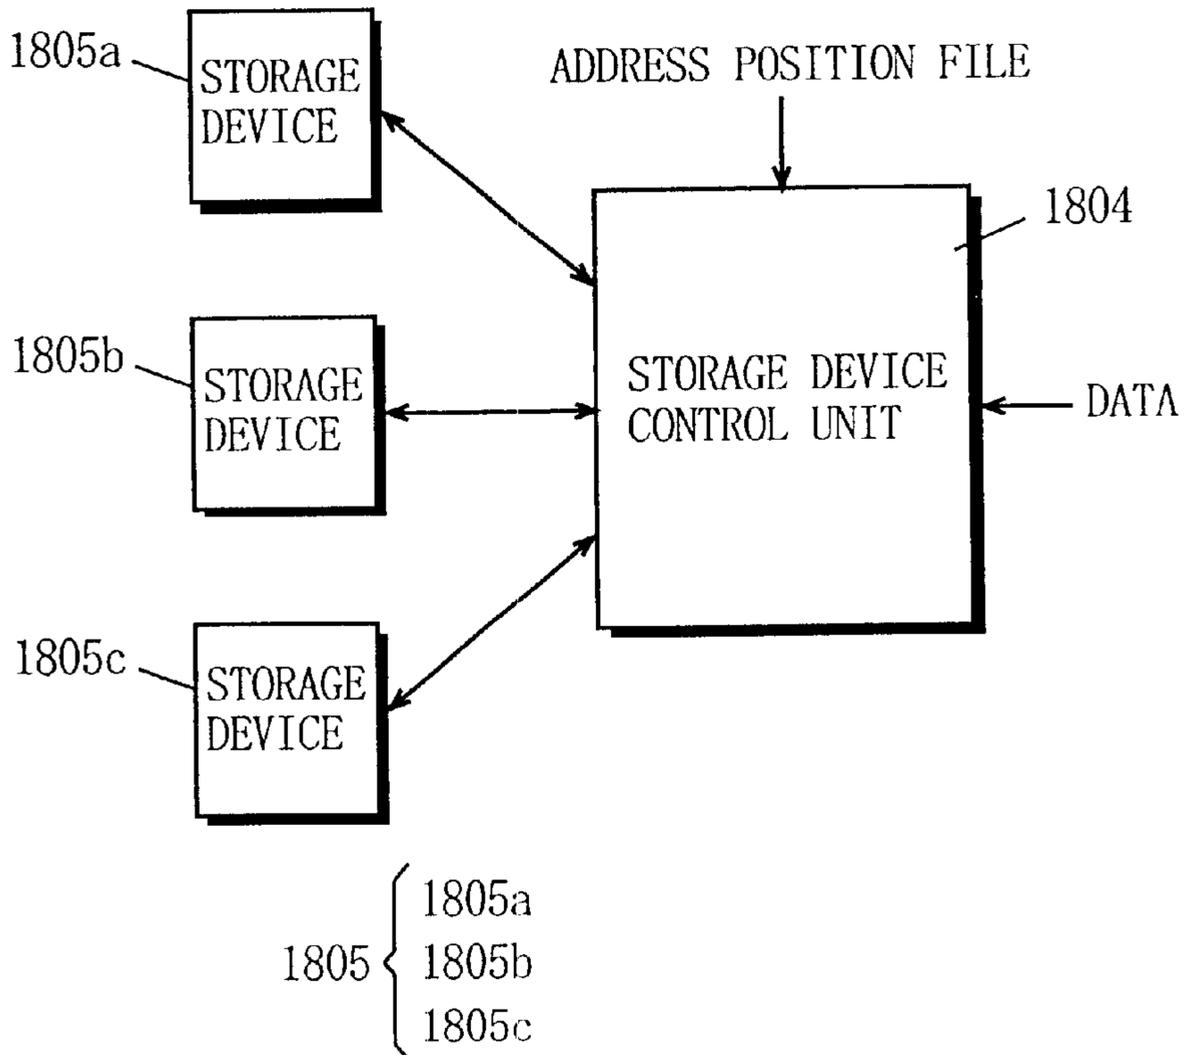 1805a
STORAGE
DEVICE
ADDRESS POSITION FILE
1804
1805b
STORAGE
DEVICE
STORAGE DEVICE
CONTROL UNIT
DATA
1805c
STORAGE
DEVICE
1805
1805a
1805b
1805c